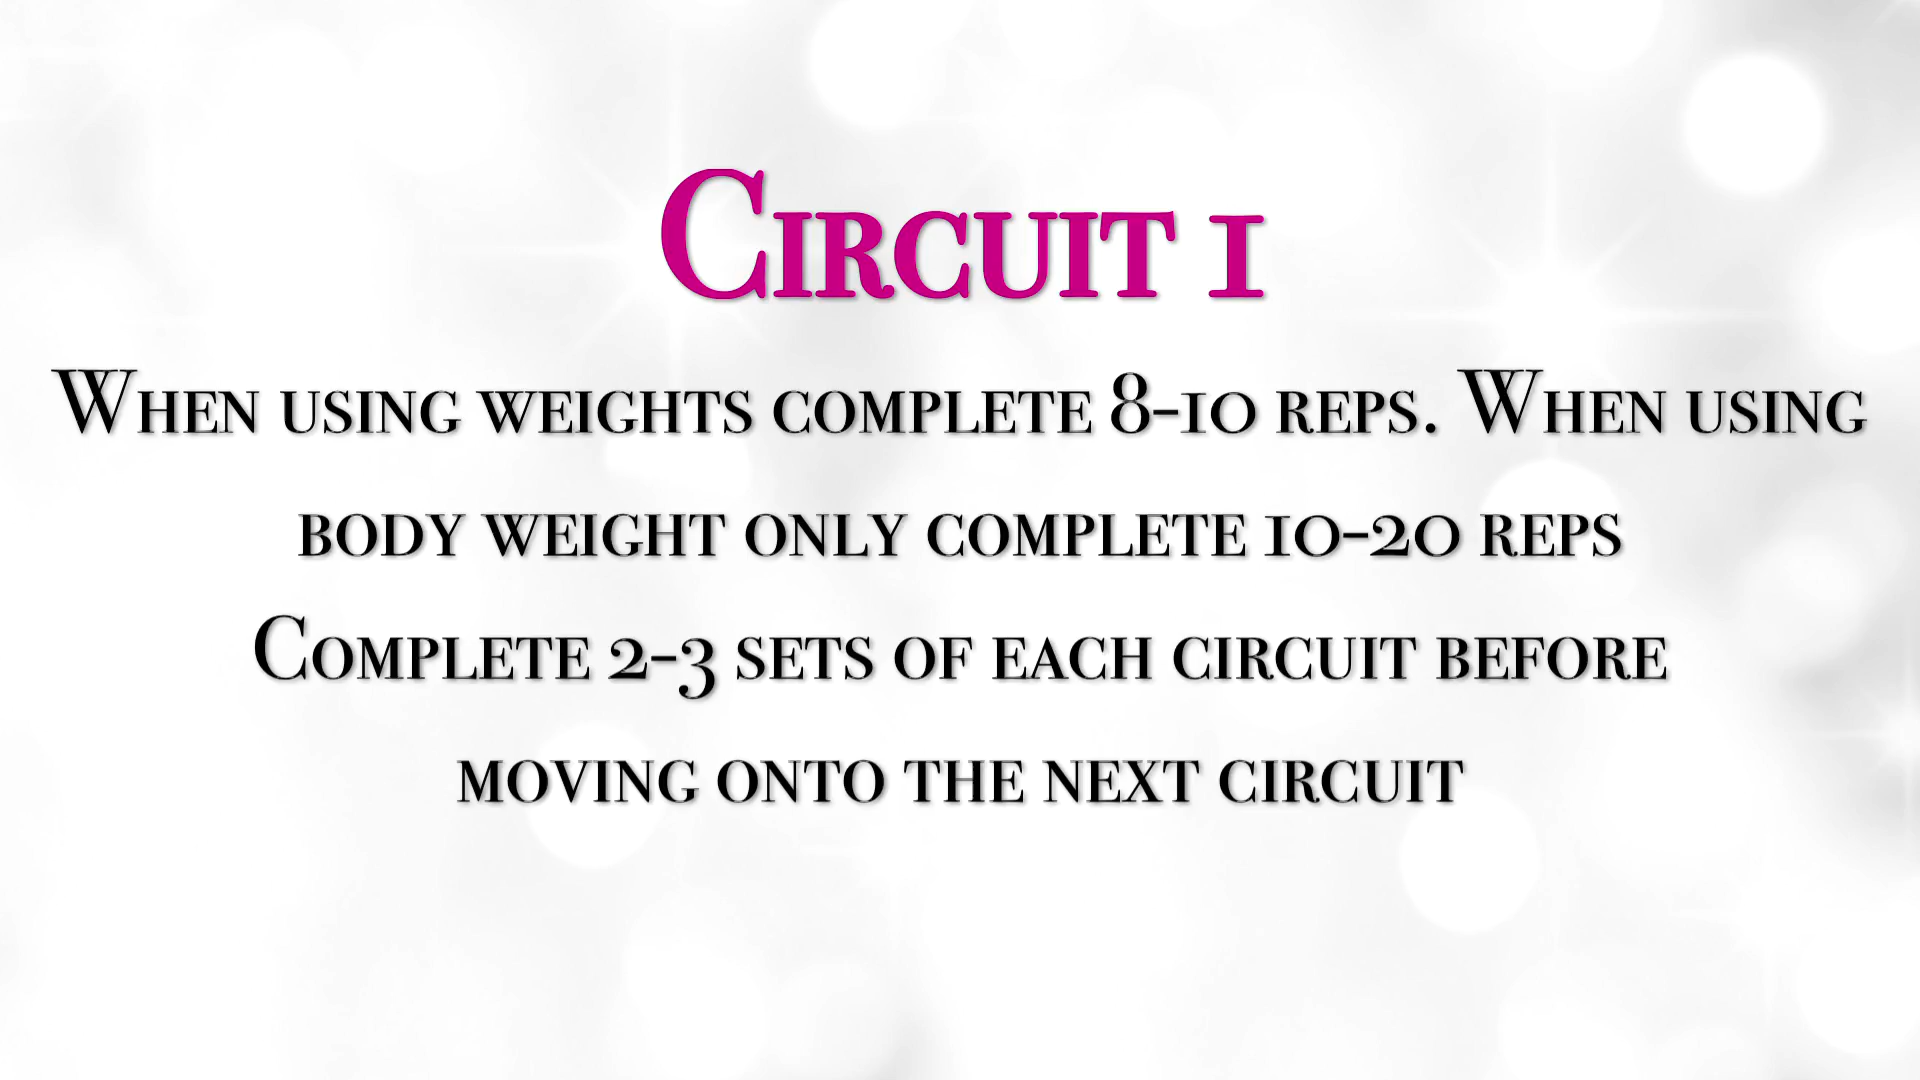 Circuit 1
When using weights complete 8-10 reps. When using
body weight only complete 10-20 reps
Complete 2-3 sets of each circuit before
moving onto the next circuit